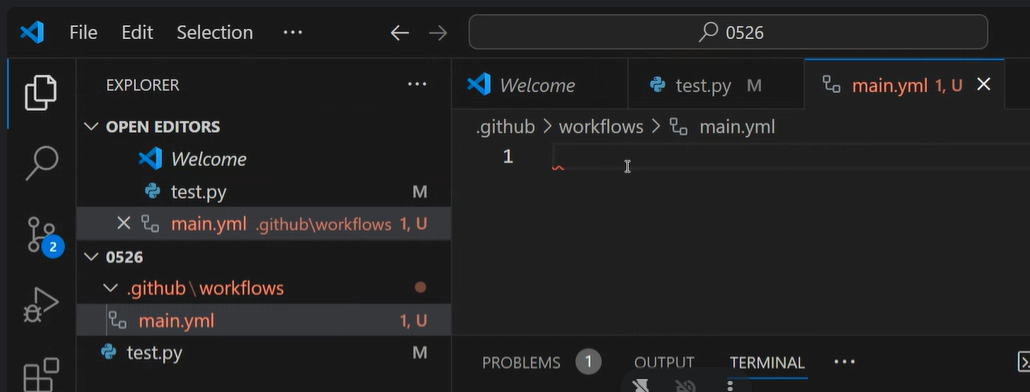 File Edit Selection ··· 0526
EXPLORER ···
Welcome test.py M main.yml 1, U
OPEN EDITORS
.github > workflows > main.yml
Welcome
1
test.py M
main.yml .github\workflows 1, U
0526
.github\workflows
main.yml 1, U
test.py M
PROBLEMS 1 OUTPUT TERMINAL ···
2